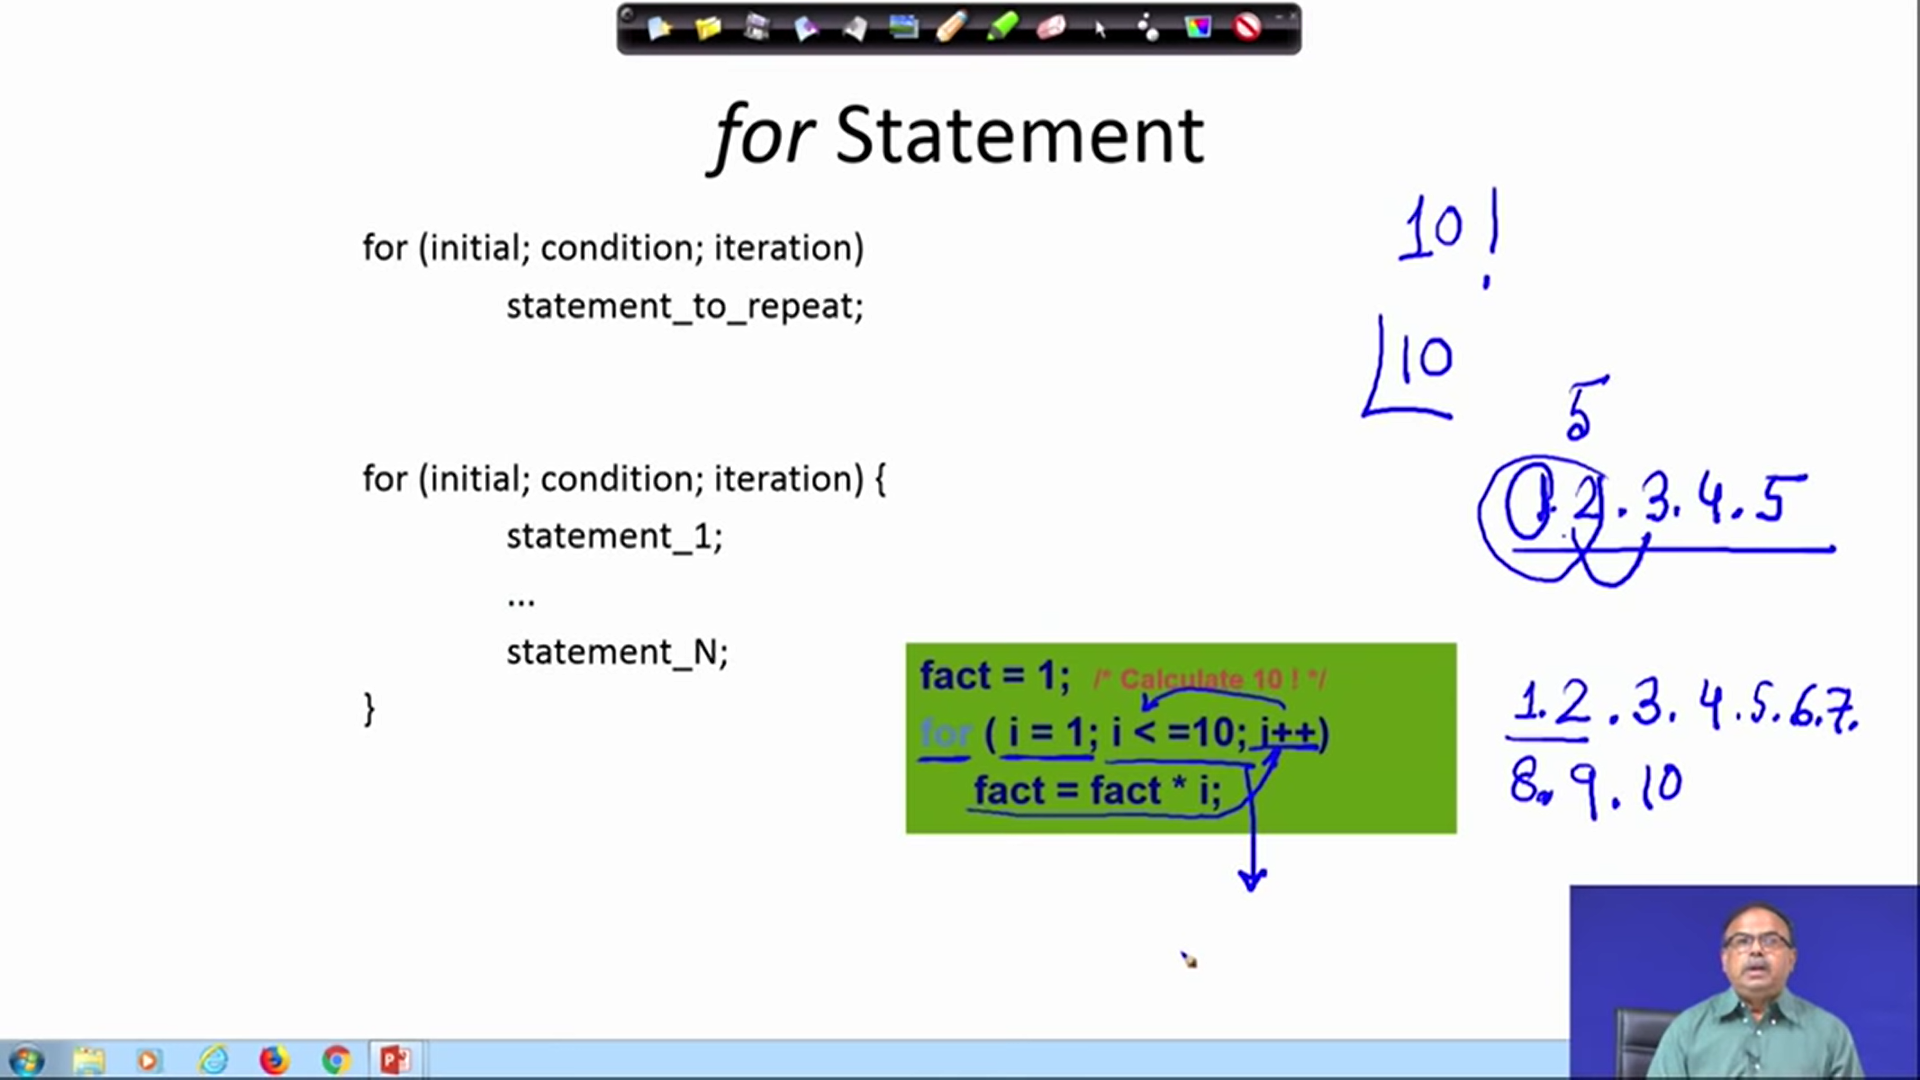 for Statement
for (initial; condition; iteration)
statement_to_repeat;
for (initial; condition; iteration) {
statement_1;
...
statement_N;
}
fact = 1; /* Calculate 10 ! */
for ( i = 1; i < =10; i++)
fact = fact * i;
10!
10
5
1.2.3.4.5
1.2.3.4.5.6.7.
8.9.10